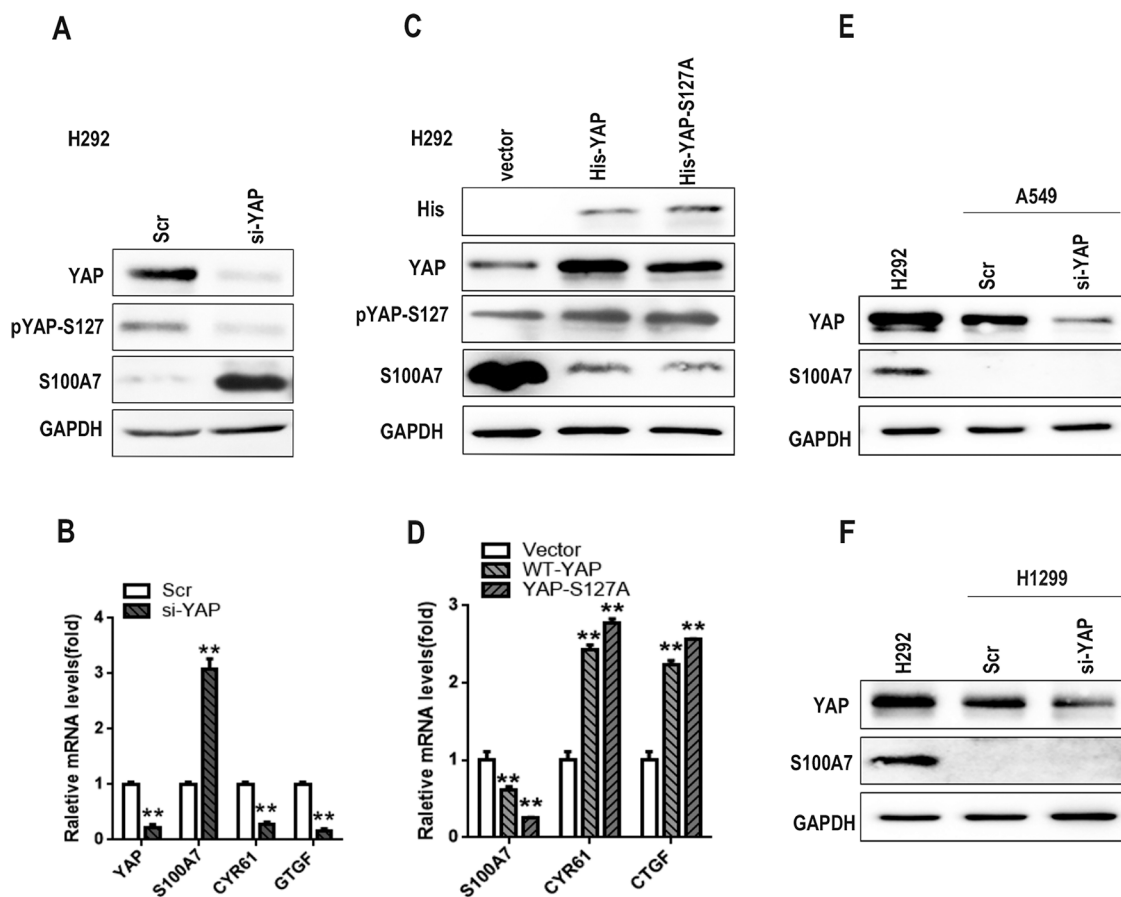 A
H292
Scr
si-YAP
YAP
pYAP-S127
S100A7
GAPDH
B
Scr
si-YAP
Raletive mRNA levels(fold)
4
3
2
1
0
**
**
**
**
YAP
S100A7
CYR61
GTGF
C
H292
vector
His-YAP
His-YAP-S127A
His
YAP
pYAP-S127
S100A7
GAPDH
D
Vector
WT-YAP
YAP-S127A
Raletive mRNA levels(fold)
3
2
1
0
**
**
**
**
**
**
S100A7
CYR61
CTGF
E
A549
H292
Scr
si-YAP
YAP
S100A7
GAPDH
F
H1299
H292
Scr
si-YAP
YAP
S100A7
GAPDH